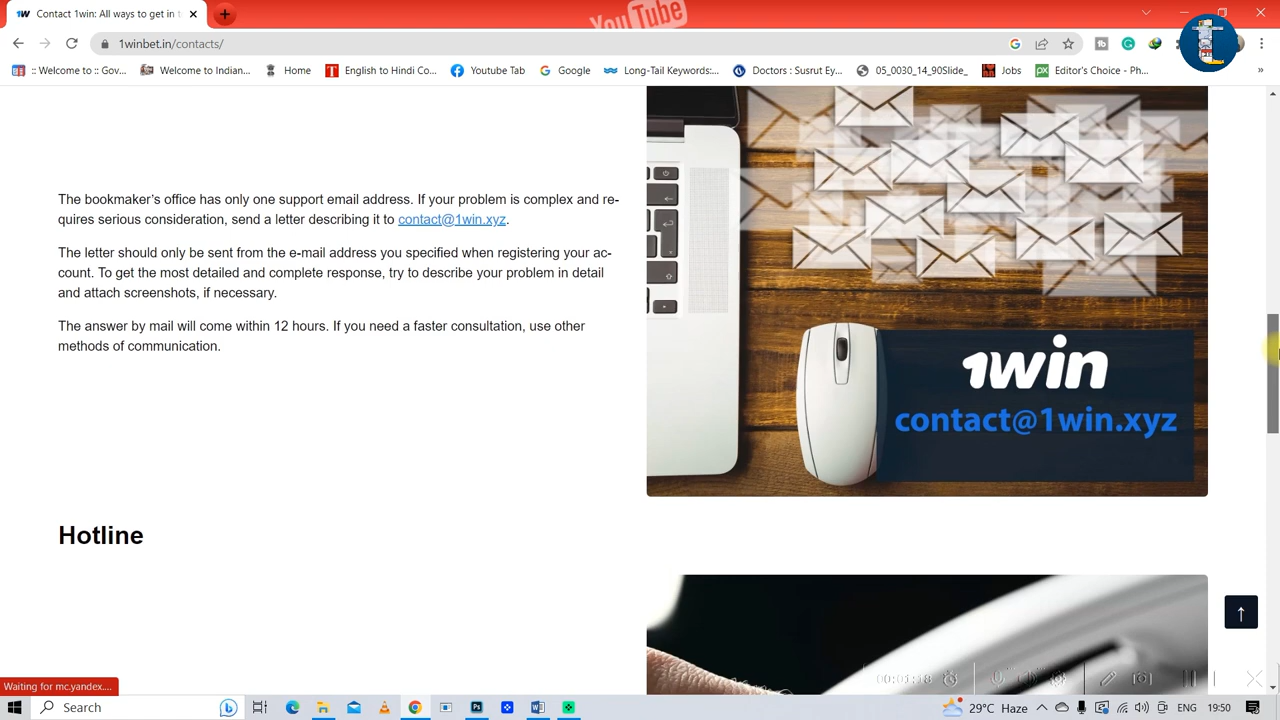 YouTube
Contact 1win: All ways to get in t
1winbet.in/contacts/
:: Welcome to :: Gov...
Welcome to Indian...
Home
English to Hindi Co...
Youtube
Google
Long-Tail Keywords:...
Doctors : Susrut Ey...
05_0030_14_90Slide_
Jobs
Editor's Choice - Ph...
The bookmaker's office has only one support email address. If your problem is complex and re-
quires serious consideration, send a letter describing it to contact@1win.xyz.
The letter should only be sent from the e-mail address you specified when registering your ac-
count. To get the most detailed and complete response, try to describe your problem in detail
and attach screenshots, if necessary.
The answer by mail will come within 12 hours. If you need a faster consultation, use other
methods of communication.
1win
contact@1win.xyz
Hotline
00:01:18
Waiting for mc.yandex....
Search
29°C Haze
ENG
19:50